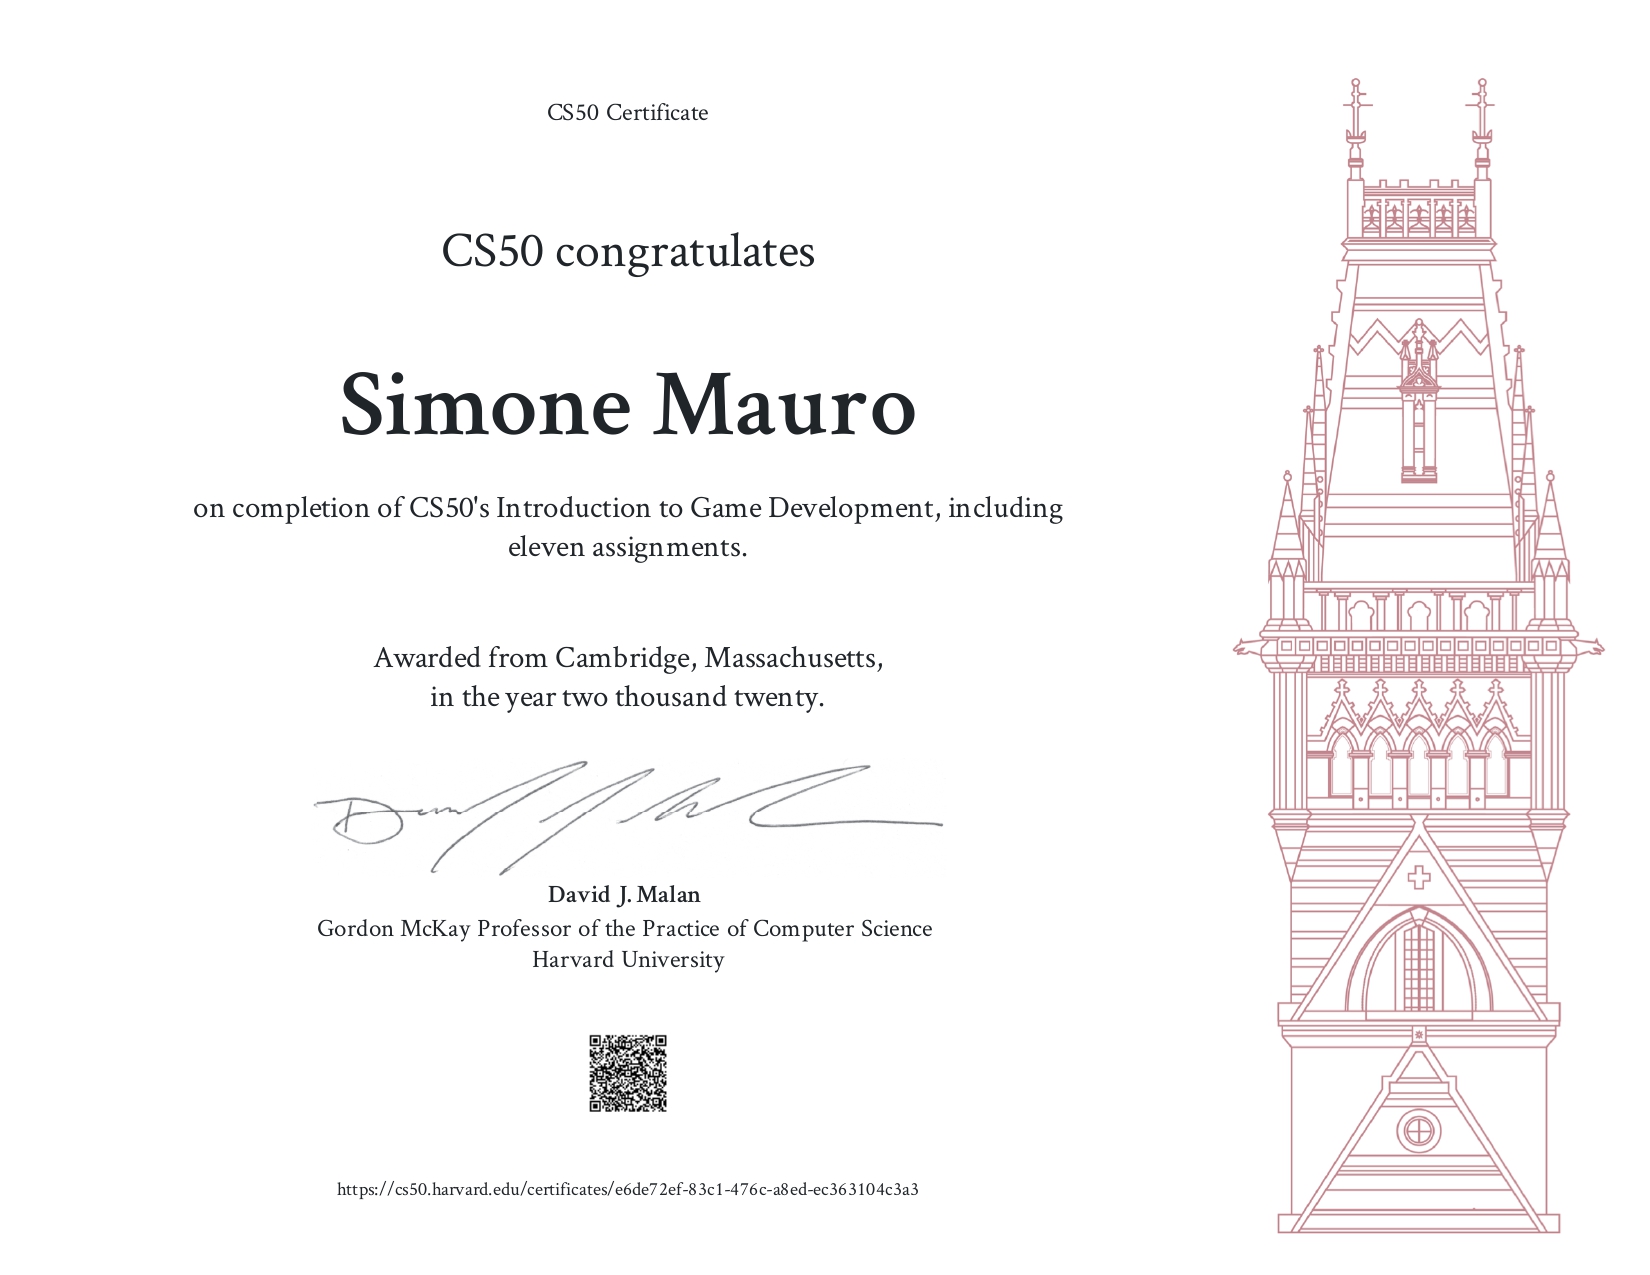 CS50 Certificate
CS50 congratulates
Simone Mauro
on completion of CS50's Introduction to Game Development, including
eleven assignments.
Awarded from Cambridge, Massachusetts,
in the year two thousand twenty.
David J. Malan
Gordon McKay Professor of the Practice of Computer Science
Harvard University
https://cs50.harvard.edu/certificates/e6de72ef-83c1-476c-a8ed-ec363104c3a3